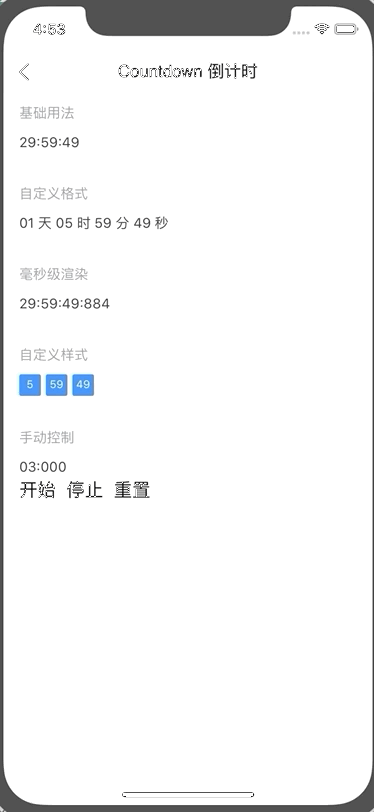 4:53
Countdown 倒计时
基础用法
29:59:49
自定义格式
01 天 05 时 59 分 49 秒
毫秒级渲染
29:59:49:884
自定义样式
5 59 49
手动控制
03:000
开始 停止 重置